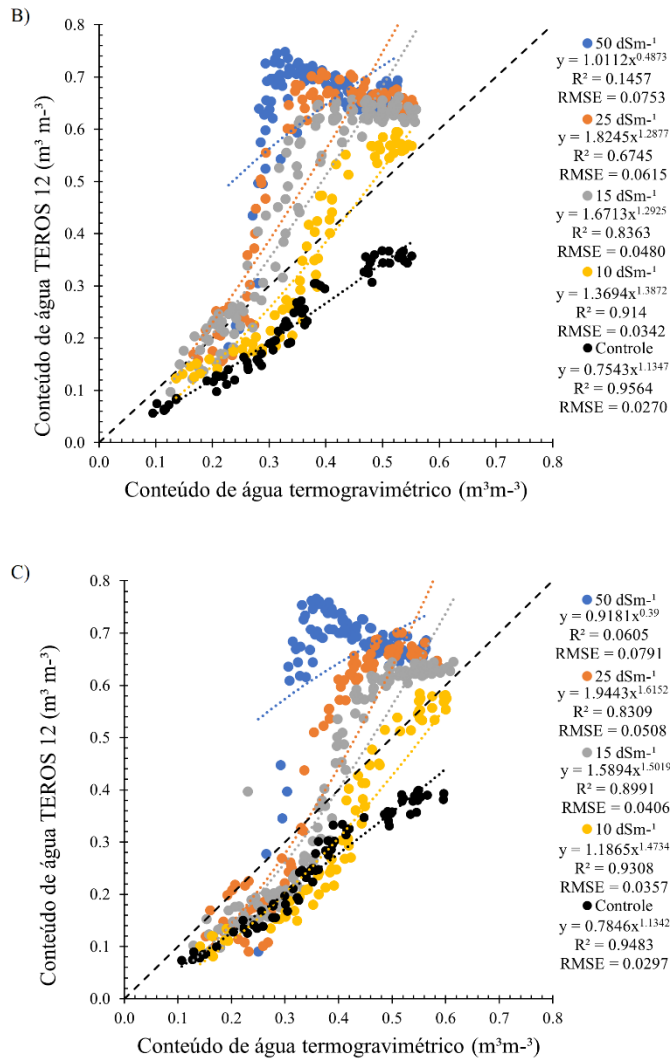 B)
Conteúdo de água TEROS 12 (m³ m-³)
0.8
0.7
0.6
0.5
0.4
0.3
0.2
0.1
0.0
0.0 0.1 0.2 0.3 0.4 0.5 0.6 0.7 0.8
Conteúdo de água termogravimétrico (m³m-³)
50 dSm-¹
y = 1.0112x^0.4873
R² = 0.1457
RMSE = 0.0753
25 dSm-¹
y = 1.8245x^1.2877
R² = 0.6745
RMSE = 0.0615
15 dSm-¹
y = 1.6713x^1.2925
R² = 0.8363
RMSE = 0.0480
10 dSm-¹
y = 1.3694x^1.3872
R² = 0.914
RMSE = 0.0342
Controle
y = 0.7543x^1.1347
R² = 0.9564
RMSE = 0.0270
C)
Conteúdo de água TEROS 12 (m³ m-³)
0.8
0.7
0.6
0.5
0.4
0.3
0.2
0.1
0.0
0.0 0.1 0.2 0.3 0.4 0.5 0.6 0.7 0.8
Conteúdo de água termogravimétrico (m³m-³)
50 dSm-¹
y = 0.9181x^0.39
R² = 0.0605
RMSE = 0.0791
25 dSm-¹
y = 1.9443x^1.6152
R² = 0.8309
RMSE = 0.0508
15 dSm-¹
y = 1.5894x^1.5019
R² = 0.8991
RMSE = 0.0406
10 dSm-¹
y = 1.1865x^1.4734
R² = 0.9308
RMSE = 0.0357
Controle
y = 0.7846x^1.1342
R² = 0.9483
RMSE = 0.0297